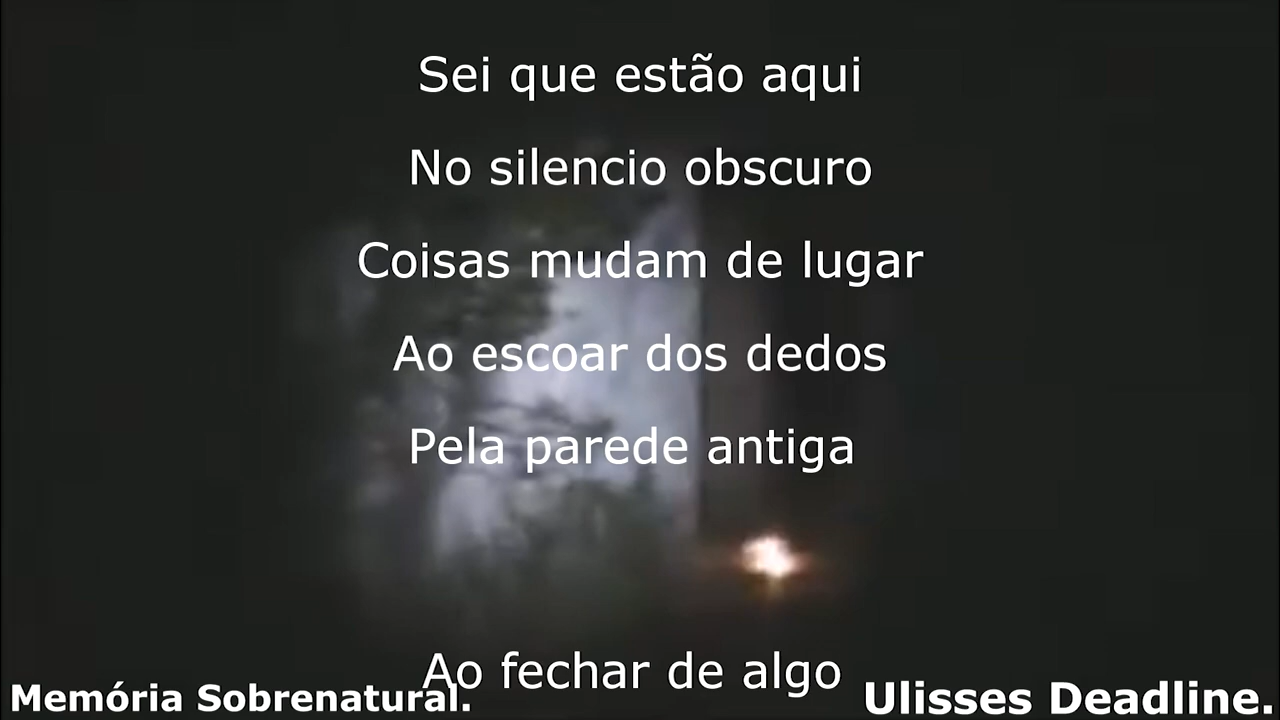 Sei que estão aqui
No silencio obscuro
Coisas mudam de lugar
Ao escoar dos dedos
Pela parede antiga
Ao fechar de algo
Memória Sobrenatural.
Ulisses Deadline.